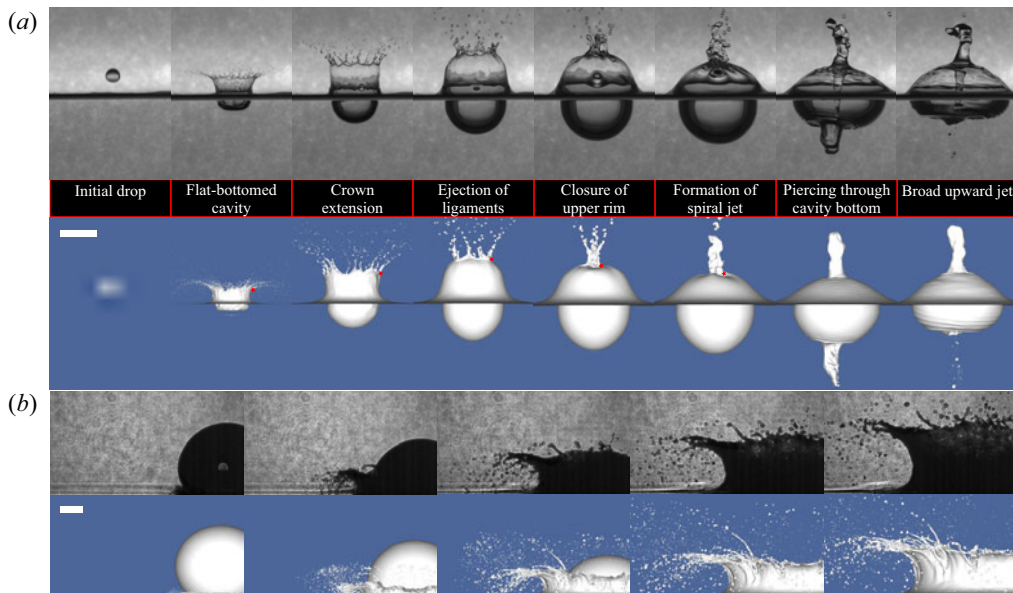 (a)
Initial drop
Flat-bottomed
cavity
Crown
extension
Ejection of
ligaments
Closure of
upper rim
Formation of
spiral jet
Piercing through
cavity bottom
Broad upward jet
(b)